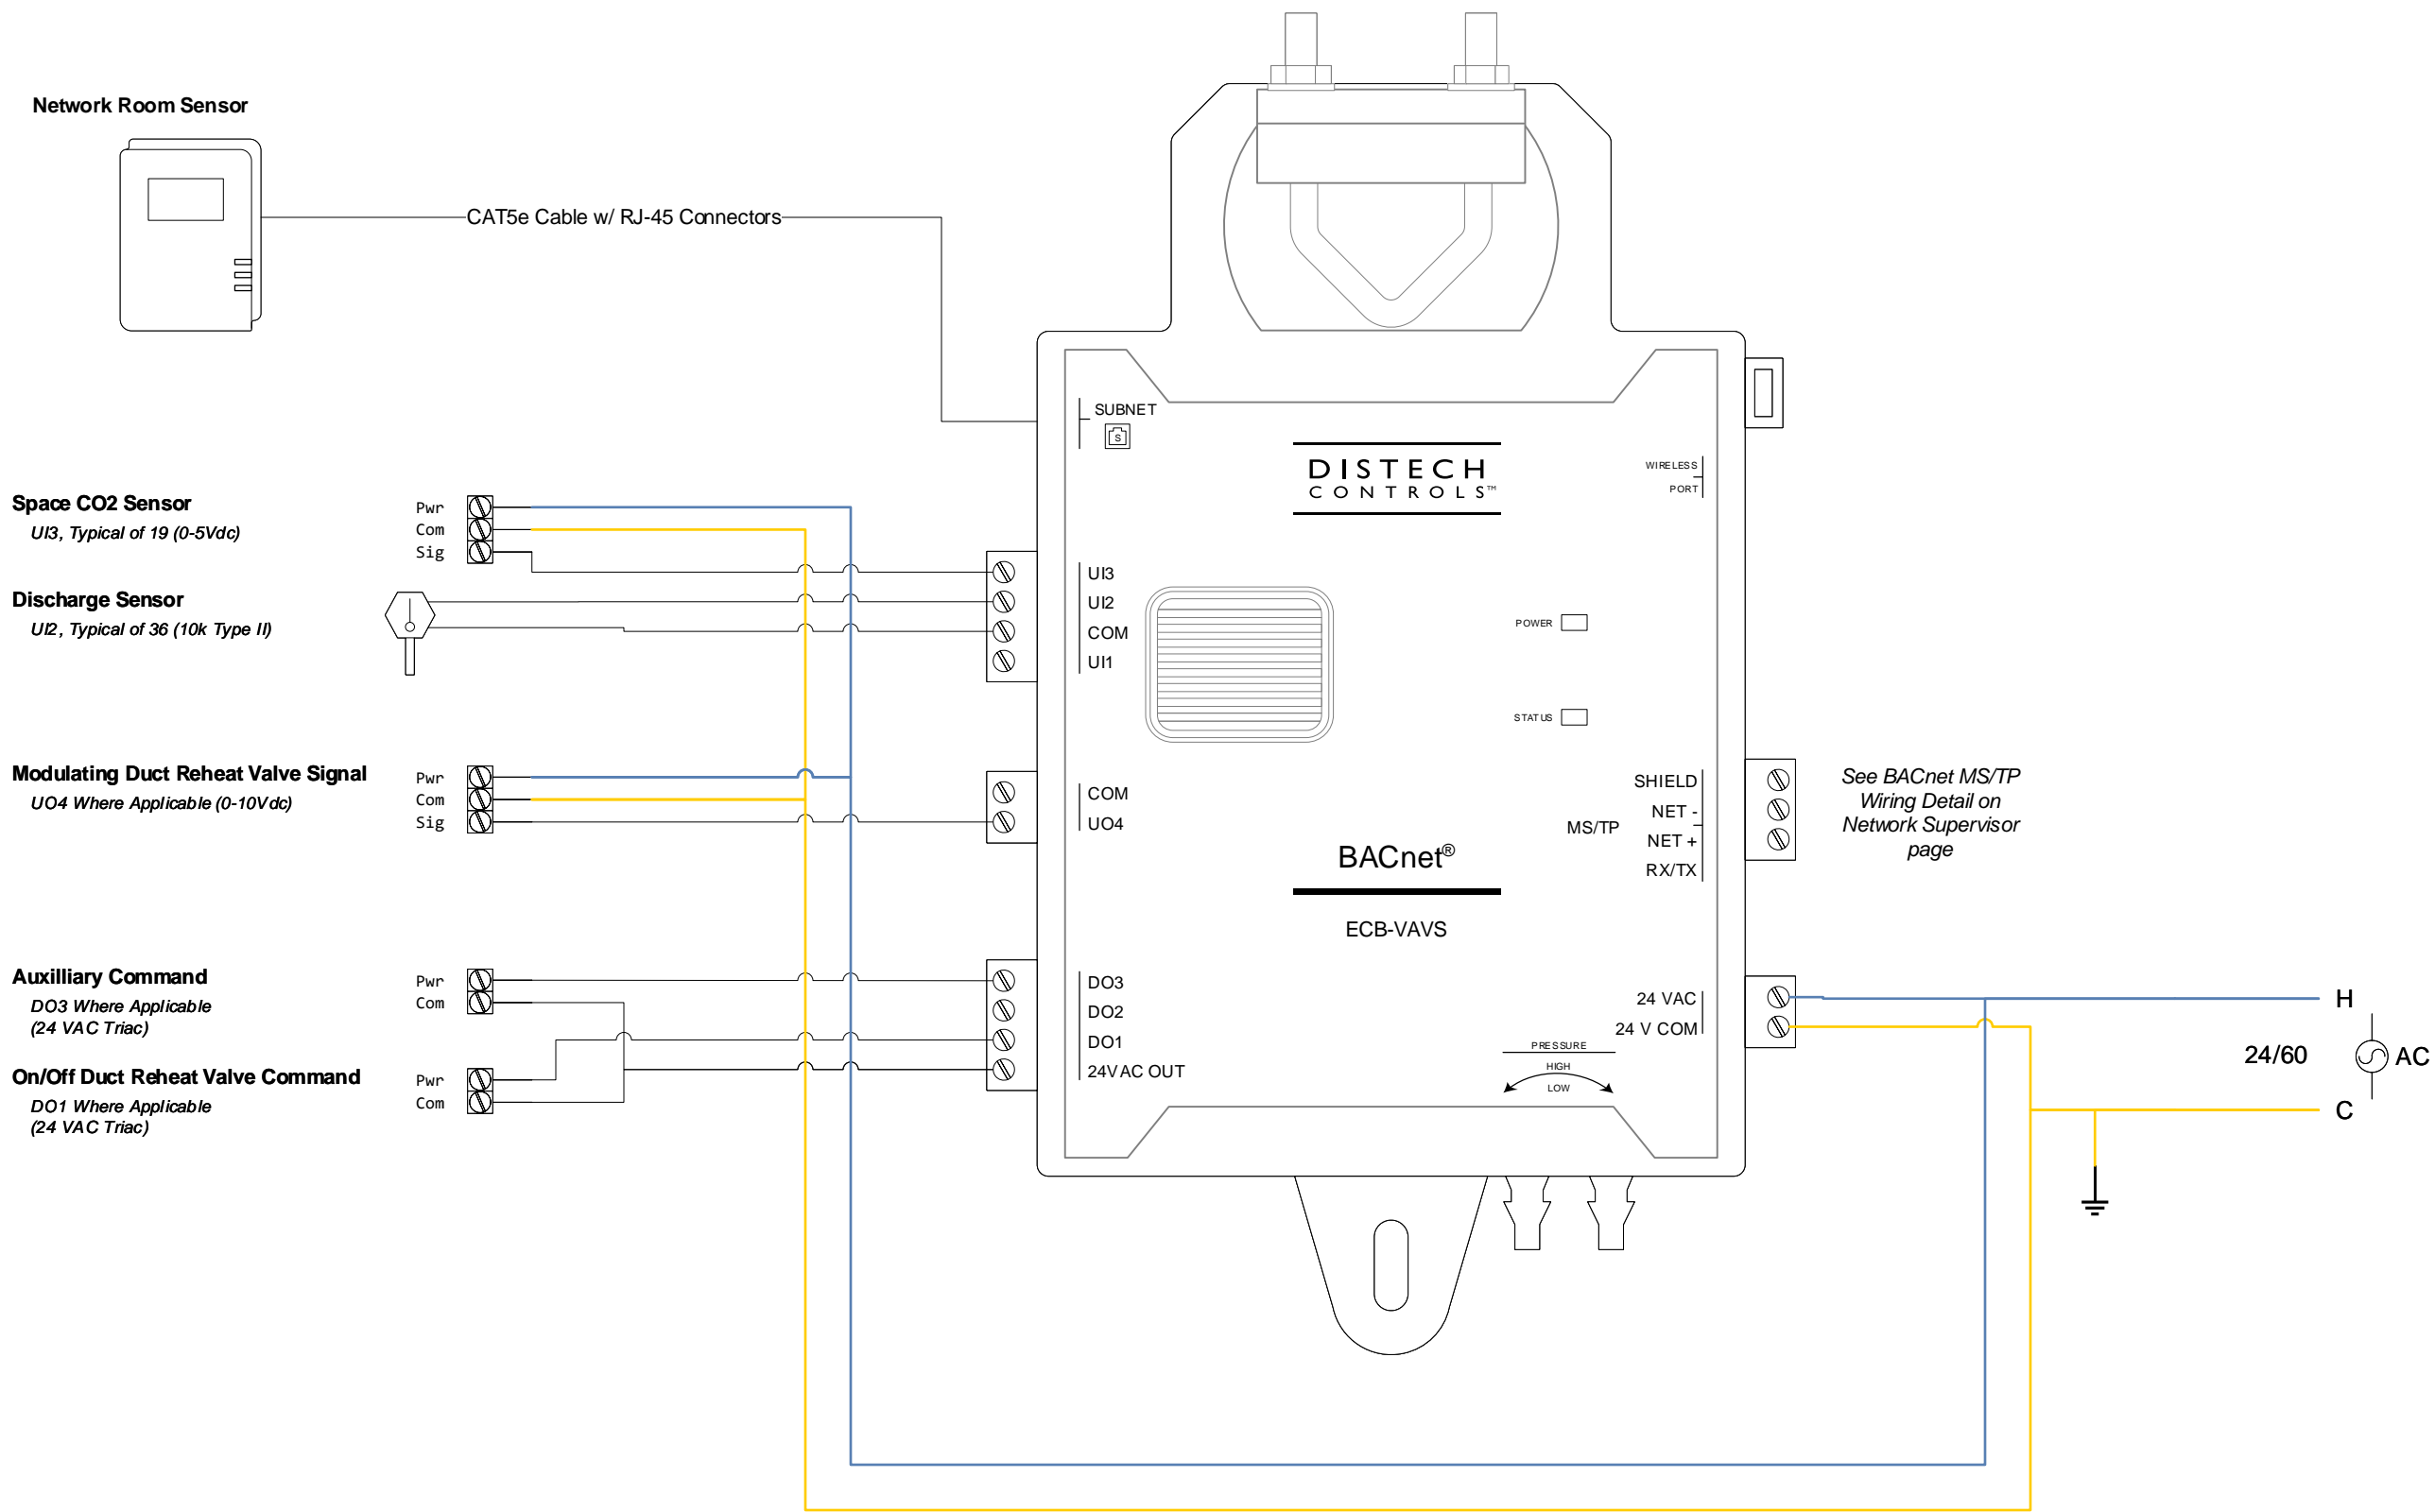 Network Room Sensor
CAT5e Cable w/ RJ-45 Connectors
SUBNET
S
DISTECH
CONTROLS™
WIRELESS
PORT
Space CO2 Sensor
UI3, Typical of 19 (0-5Vdc)
Pwr
Com
Sig
Discharge Sensor
UI2, Typical of 36 (10k Type II)
UI3
UI2
COM
UI1
POWER
STATUS
Modulating Duct Reheat Valve Signal
UO4 Where Applicable (0-10Vdc)
Pwr
Com
Sig
COM
UO4
SHIELD
NET -
MS/TP
NET +
RX/TX
See BACnet MS/TP
Wiring Detail on
Network Supervisor
page
BACnet®
ECB-VAVS
Auxilliary Command
DO3 Where Applicable
(24 VAC Triac)
Pwr
Com
On/Off Duct Reheat Valve Command
DO1 Where Applicable
(24 VAC Triac)
Pwr
Com
DO3
DO2
DO1
24VAC OUT
24 VAC
24 V COM
PRESSURE
HIGH
LOW
H
24/60
AC
C